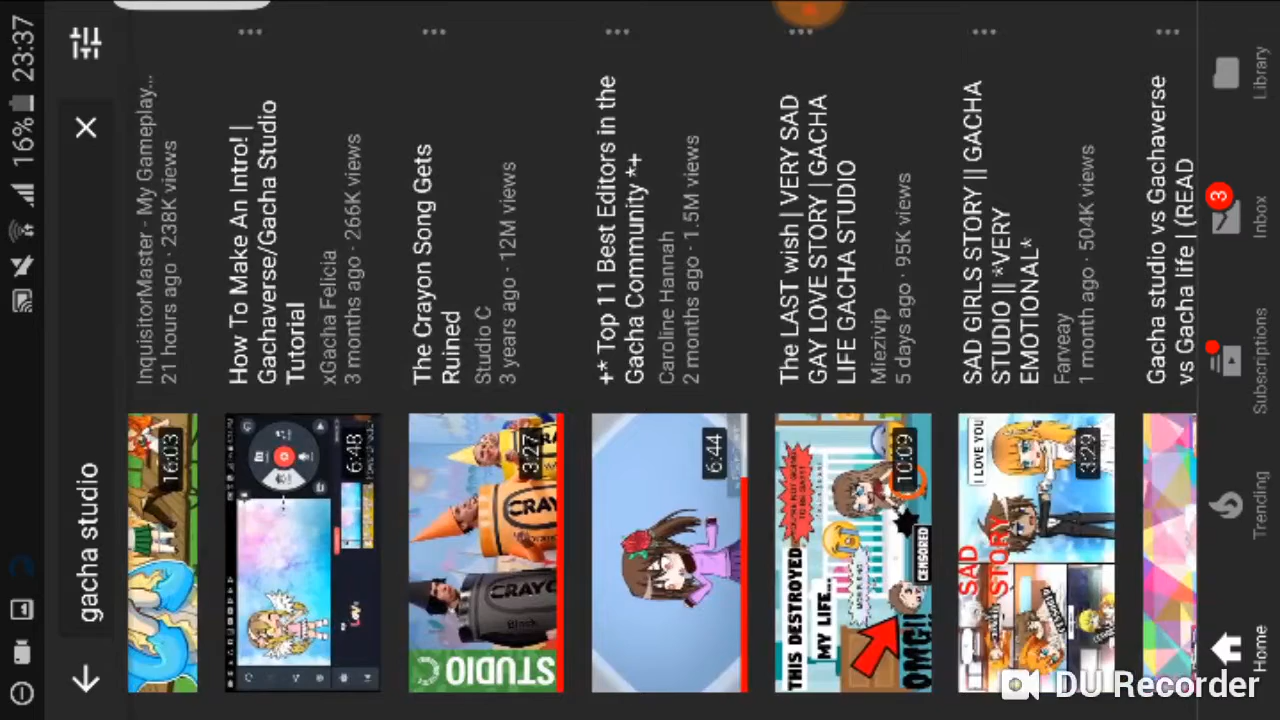 16% 23:37
gacha studio
InquisitorMaster - My Gameplay...
21 hours ago · 238K views
16:03
How To Make An Intro! |
Gachaverse/Gacha Studio
Tutorial
xGacha Felicia
3 months ago · 266K views
6:48
The Crayon Song Gets
Ruined
Studio C
3 years ago · 12M views
CRAYO
CRAYO
Black
STUDIO C
3:27
+* Top 11 Best Editors in the
Gacha Community *+
Caroline Hannah
2 months ago · 1.5M views
6:44
The LAST wish | VERY SAD
GAY LOVE STORY | GACHA
LIFE GACHA STUDIO
Miezivip
5 days ago · 95K views
THIS DESTROYED
MY LIFE...
CENSORED
OMG!!
10:09
SAD GIRLS STORY || GACHA
STUDIO || *VERY
EMOTIONAL*
Farveay
1 month ago · 504K views
SAD
STORY
I LOVE YOU
3:29
Gacha studio vs Gachaverse
vs Gacha life | (READ
Home
Trending
Subscriptions
Inbox
3
Library
DU Recorder